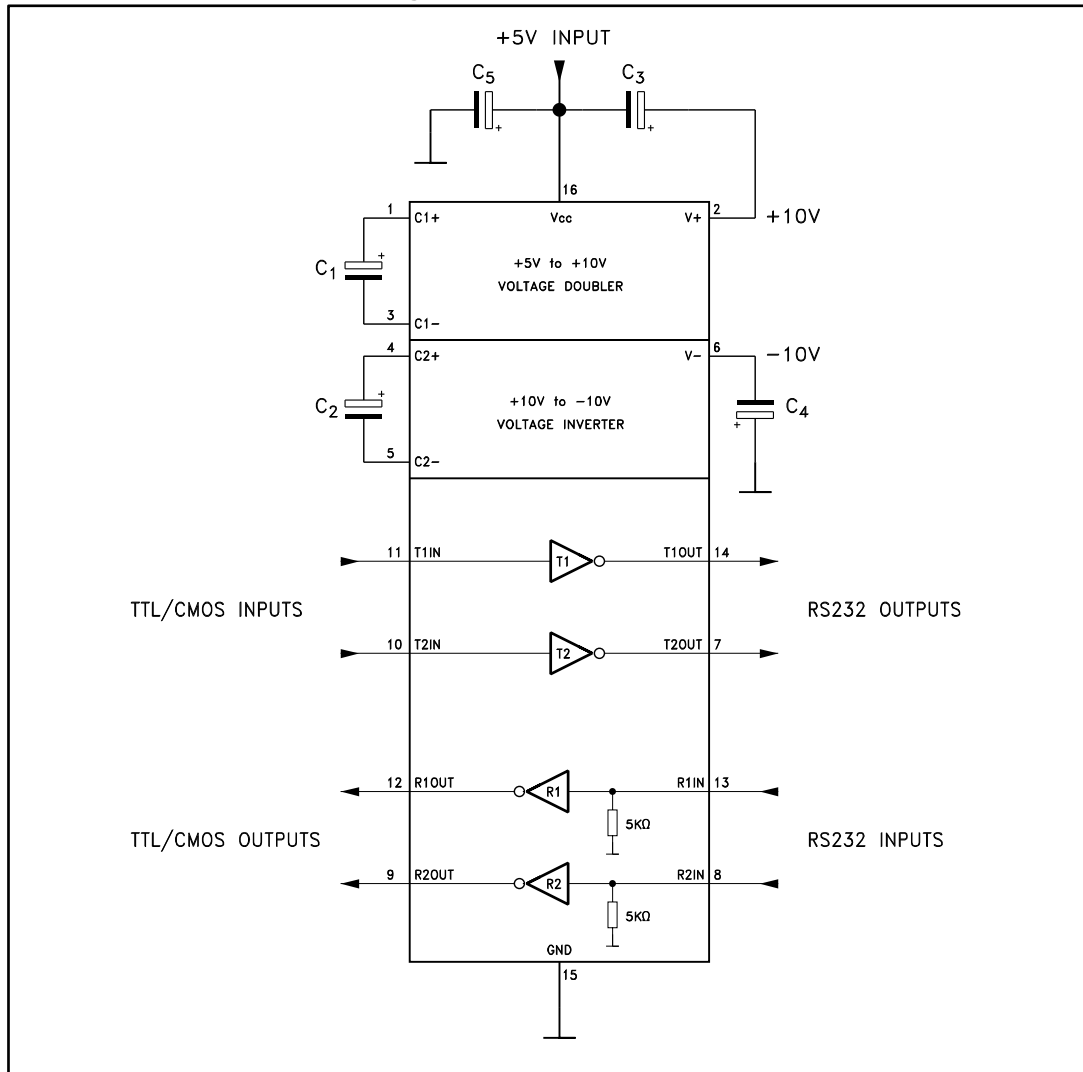 +5V INPUT
C5
C3
+
+
16
1
C1+
Vcc
V+
2
+10V
C1
+
+5V to +10V
VOLTAGE DOUBLER
3
C1-
4
C2+
V-
6
-10V
C2
+
+10V to -10V
VOLTAGE INVERTER
C4
+
5
C2-
11
T1IN
T1
T1OUT
14
TTL/CMOS INPUTS
RS232 OUTPUTS
10
T2IN
T2
T2OUT
7
12
R1OUT
R1
R1IN
13
5KΩ
TTL/CMOS OUTPUTS
RS232 INPUTS
9
R2OUT
R2
R2IN
8
5KΩ
GND
15